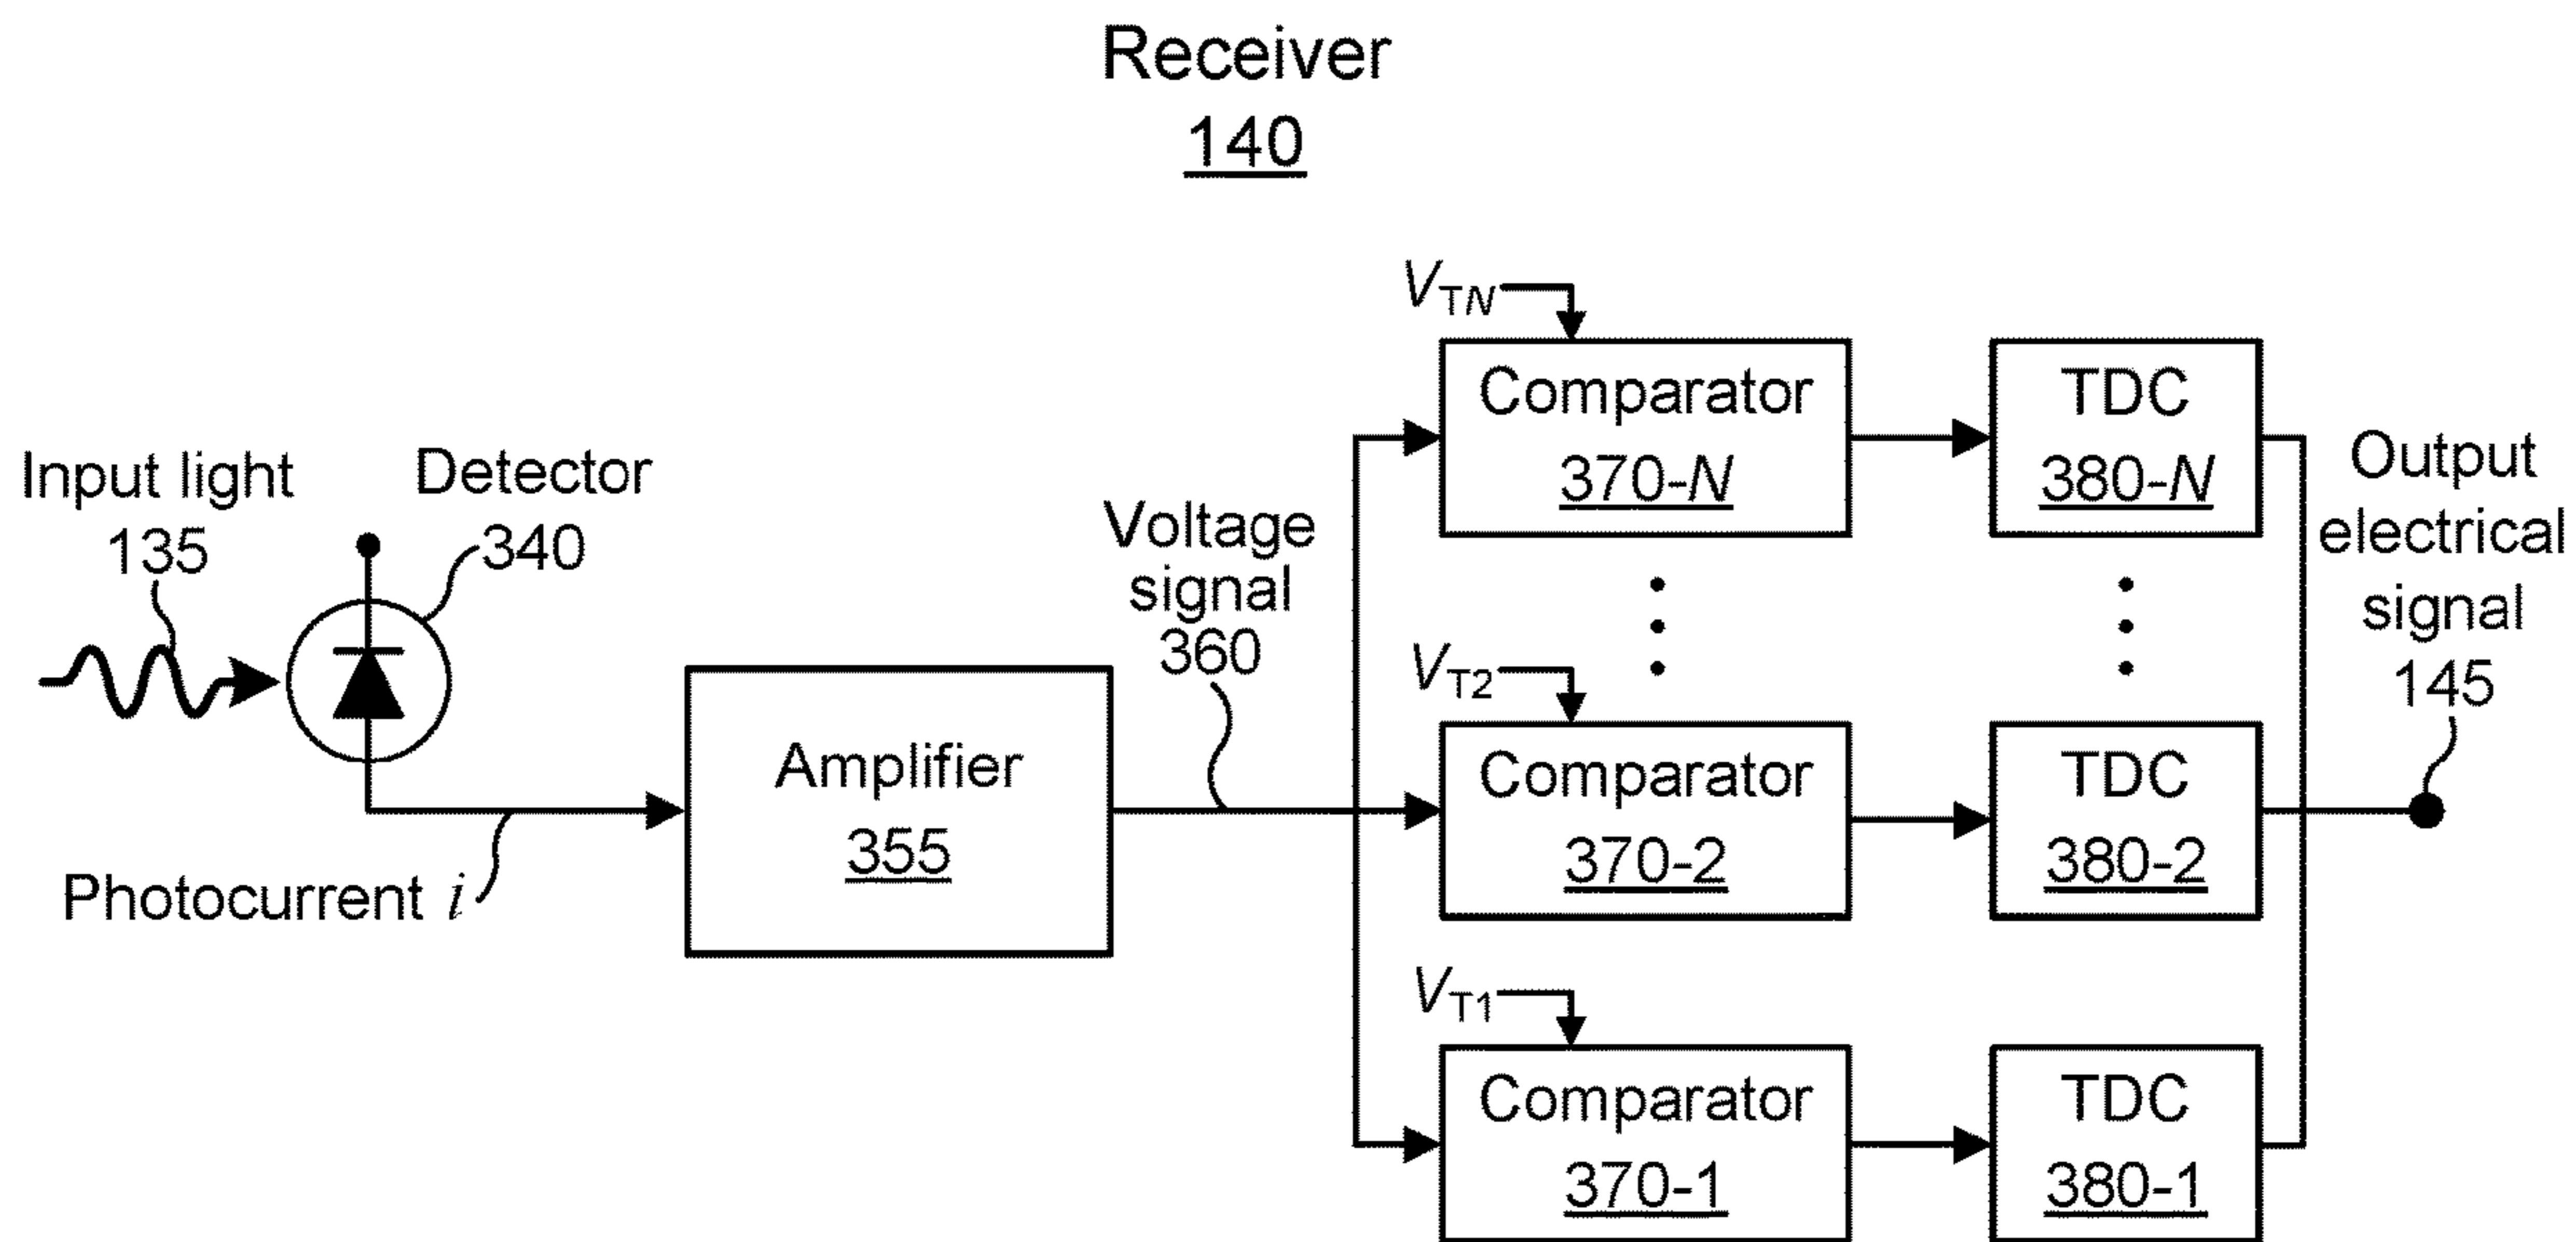 Receiver
140
Input light
135
Detector
340
Photocurrent i
Amplifier
355
Voltage
signal
360
VTN
Comparator
370-N
TDC
380-N
VT2
Comparator
370-2
TDC
380-2
VT1
Comparator
370-1
TDC
380-1
Output
electrical
signal
145